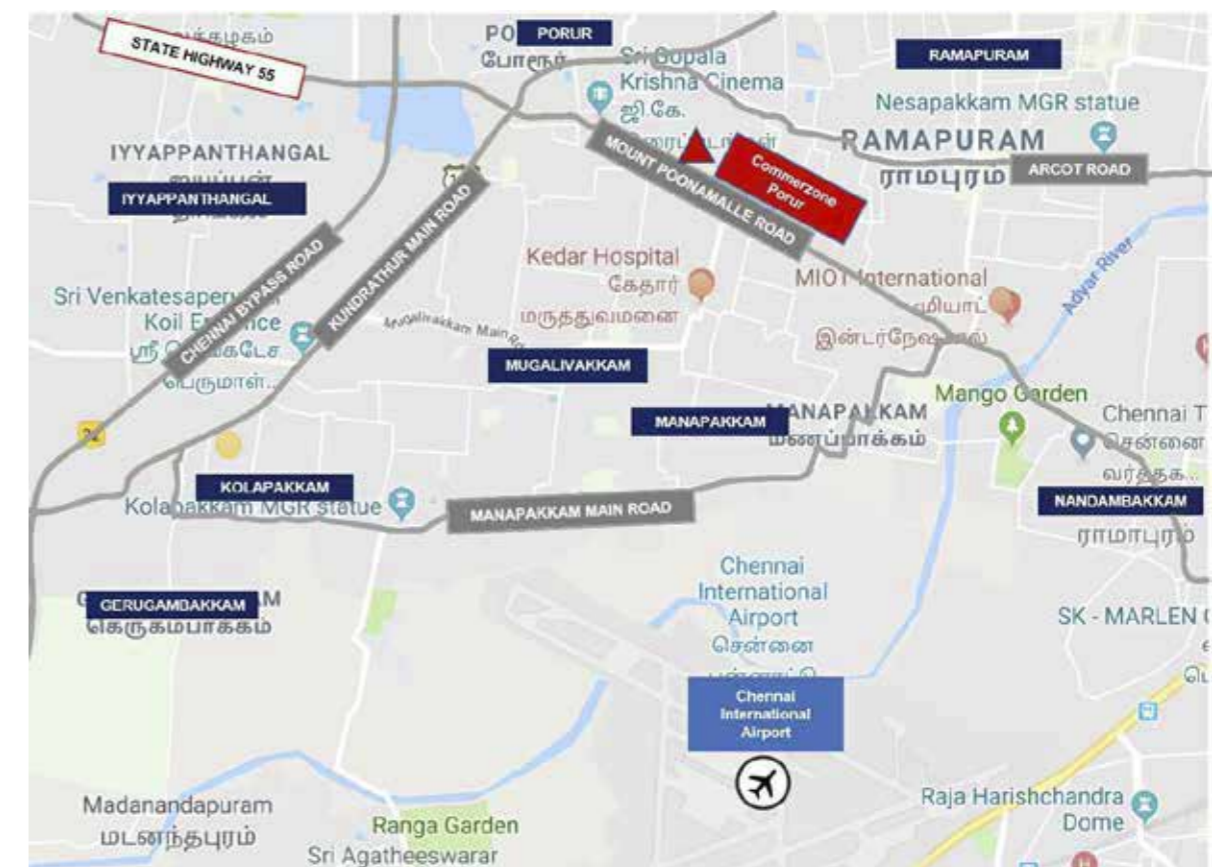 STATE HIGHWAY 55
PORUR
போரூர்
RAMAPURAM
Sri Gopala
Krishna Cinema
ஜி.கே.
Nesapakkam MGR statue
RAMAPURAM
ராமபுரம்
ARCOT ROAD
IYYAPPANTHANGAL
IYYAPPANTHANGAL
MOUNT POONAMALLE ROAD
Commerzone
Porur
CHENNAI BYPASS ROAD
KUNDRATHUR MAIN ROAD
Kedar Hospital
கேதார்
மருத்துவமனை
MIOT International
மியாட்
Adyar River
Sri
Koil
ஸ்ரீ
பெருமாள்...
Mugalivakkam Main
MUGALIVAKKAM
MANAPAKKAM
MANAPAKKAM
மணப்பாக்கம்
Mango Garden
Chennai T
சென்னை
வர்த்தக...
KOLAPAKKAM
Kolapakkam MGR statue
MANAPAKKAM MAIN ROAD
NANDAMBAKKAM
ராமாபுரம்
GERUGAMBAKKAM
கெருகம்பாக்கம்
Chennai
International
Airport
சென்னை
Chennai
International
Airport
SK - MARLEN
Madanandapuram
மடனந்தபுரம்
Ranga Garden
Sri Agatheeswarar
Raja Harishchandra
Dome
H